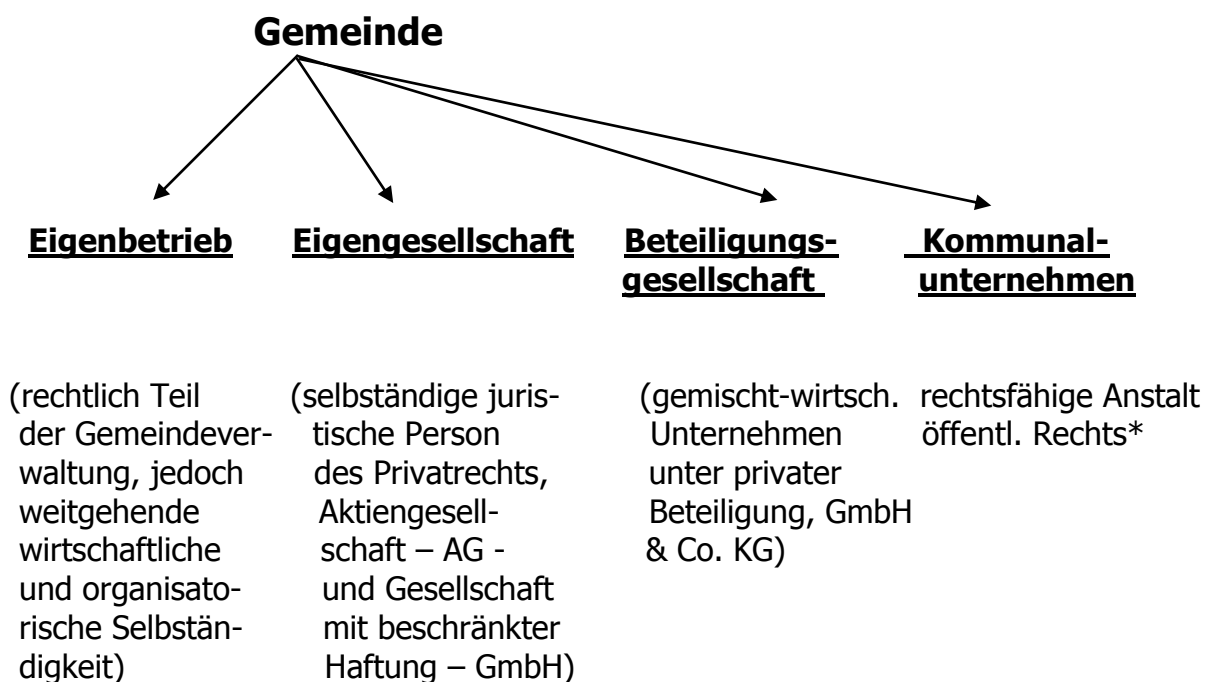 Gemeinde
Eigenbetrieb
Eigengesellschaft
Beteiligungs-
gesellschaft
Kommunal-
unternehmen
(rechtlich Teil
der Gemeindever-
waltung, jedoch
weitgehende
wirtschaftliche
und organisato-
rische Selbstän-
digkeit)
(selbständige juris-
tische Person
des Privatrechts,
Aktiengesell-
schaft – AG -
und Gesellschaft
mit beschränkter
Haftung – GmbH)
(gemischt-wirtsch.
Unternehmen
unter privater
Beteiligung, GmbH
& Co. KG)
rechtsfähige Anstalt
öffentl. Rechts*